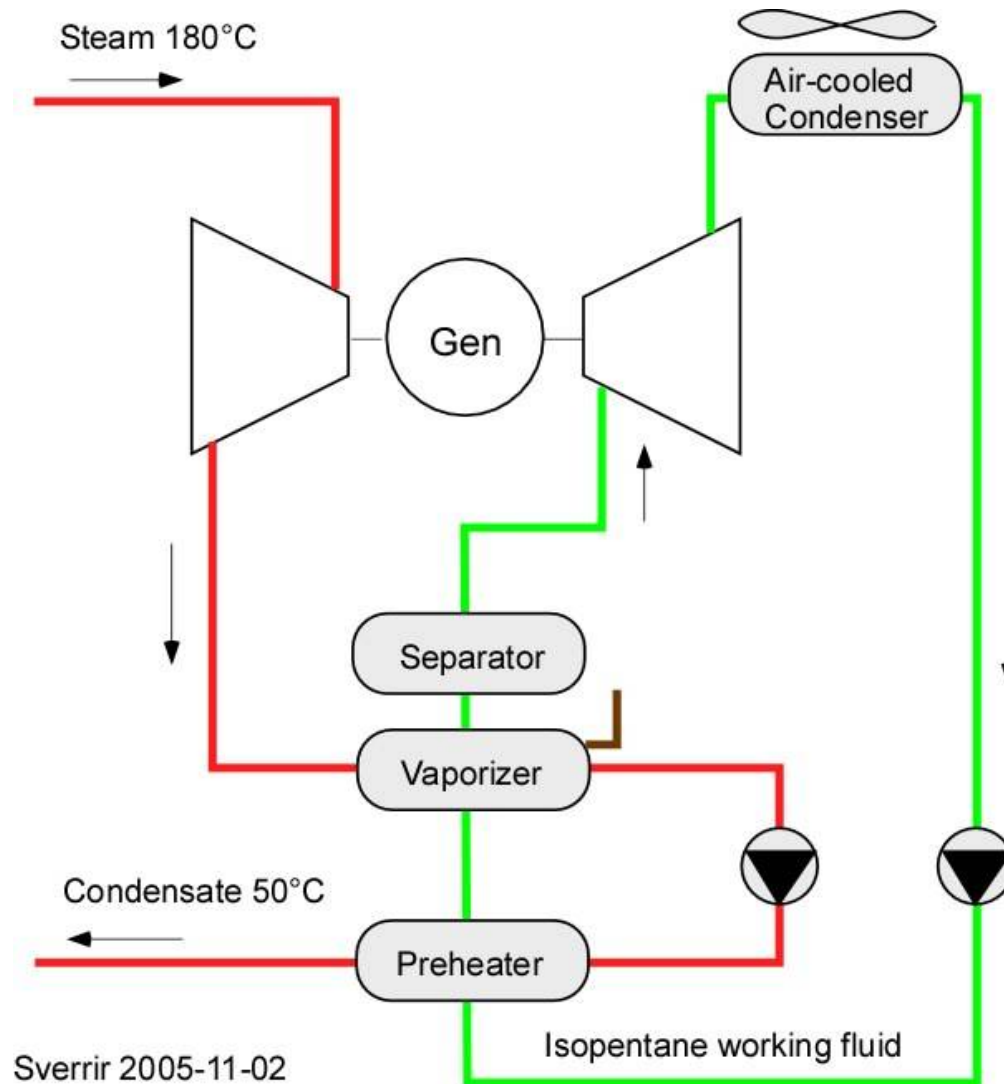 Steam 180°C
Air-cooled
Condenser
Gen
Separator
Vaporizer
Condensate 50°C
Preheater
Isopentane working fluid
Sverrir 2005-11-02